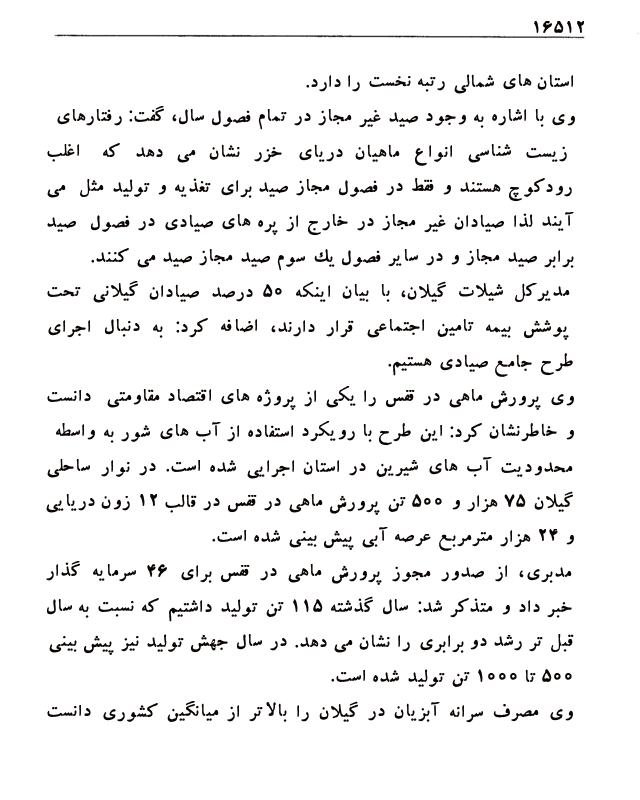 ۱۶۵۱۲
استان های شمالی رتبه نخست را دارد.
وی با اشاره به وجود صید غیر مجاز در تمام فصول سال، گفت: رفتارهای
زیست شناسی انواع ماهیان دریای خزر نشان می دهد که اغلب
رودکوچ هستند و فقط در فصول مجاز صید برای تغذیه و تولید مثل می
آیند لذا صیادان غیر مجاز در خارج از پره های صیادی در فصول صید
برابر صید مجاز و در سایر فصول یك سوم صید مجاز صید می کنند.
مدیرکل شیلات گیلان، با بیان اینکه ۵۰ درصد صیادان گیلانی تحت
پوشش بیمه تامین اجتماعی قرار دارند، اضافه کرد: به دنبال اجرای
طرح جامع صیادی هستیم.
وی پرورش ماهی در قفس را یکی از پروژه های اقتصاد مقاومتی دانست
و خاطرنشان کرد: این طرح با رویکرد استفاده از آب های شور به واسطه
محدودیت آب های شیرین در استان اجرایی شده است. در نوار ساحلی
گیلان ۷۵ هزار و ۵۰۰ تن پرورش ماهی در قفس در قالب ۱۲ زون دریایی
و ۲۴ هزار مترمربع عرصه آبی پیش بینی شده است.
مدبری، از صدور مجوز پرورش ماهی در قفس برای ۴۶ سرمایه گذار
خبر داد و متذکر شد: سال گذشته ۱۱۵ تن تولید داشتیم که نسبت به سال
قبل تر رشد دو برابری را نشان می دهد. در سال جهش تولید نیز پیش بینی
۵۰۰ تا ۱۰۰۰ تن تولید شده است.
وی مصرف سرانه آبزیان در گیلان را بالاتر از میانگین کشوری دانست